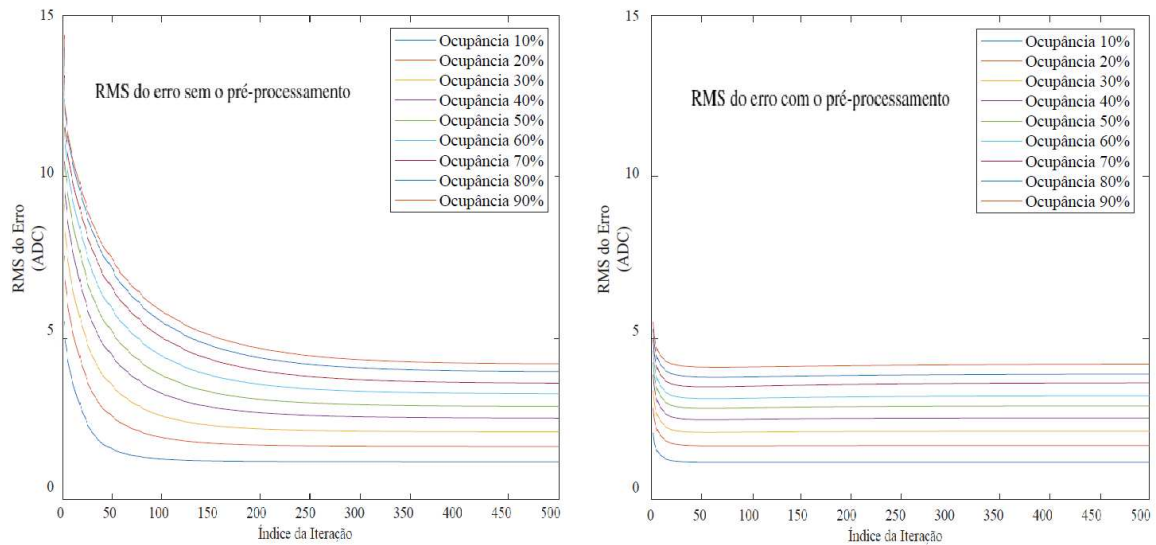 15
10
5
0
RMS do Erro
(ADC)
RMS do erro sem o pré-processamento
Ocupância 10%
Ocupância 20%
Ocupância 30%
Ocupância 40%
Ocupância 50%
Ocupância 60%
Ocupância 70%
Ocupância 80%
Ocupância 90%
0 50 100 150 200 250 300 350 400 450 500
Índice da Iteração
15
10
5
0
RMS do Erro
(ADC)
RMS do erro com o pré-processamento
Ocupância 10%
Ocupância 20%
Ocupância 30%
Ocupância 40%
Ocupância 50%
Ocupância 60%
Ocupância 70%
Ocupância 80%
Ocupância 90%
0 50 100 150 200 250 300 350 400 450 500
Índice da Iteração